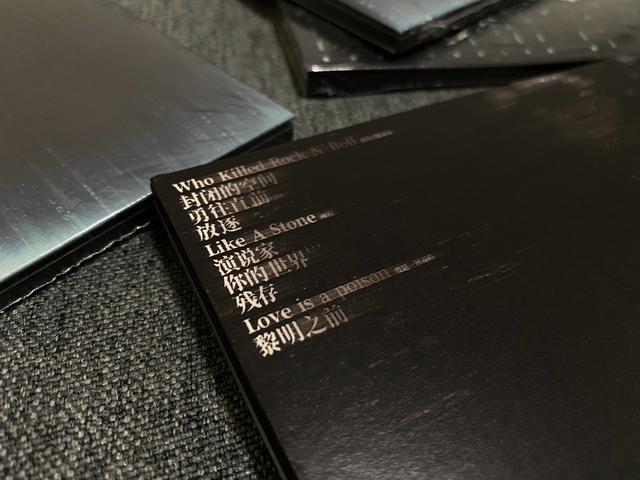 Who Killed Rock N' Roll
封闭的空间
勇往直前
放逐
Like A Stone
演说家
你的世界
残存
Love is a poison
黎明之前